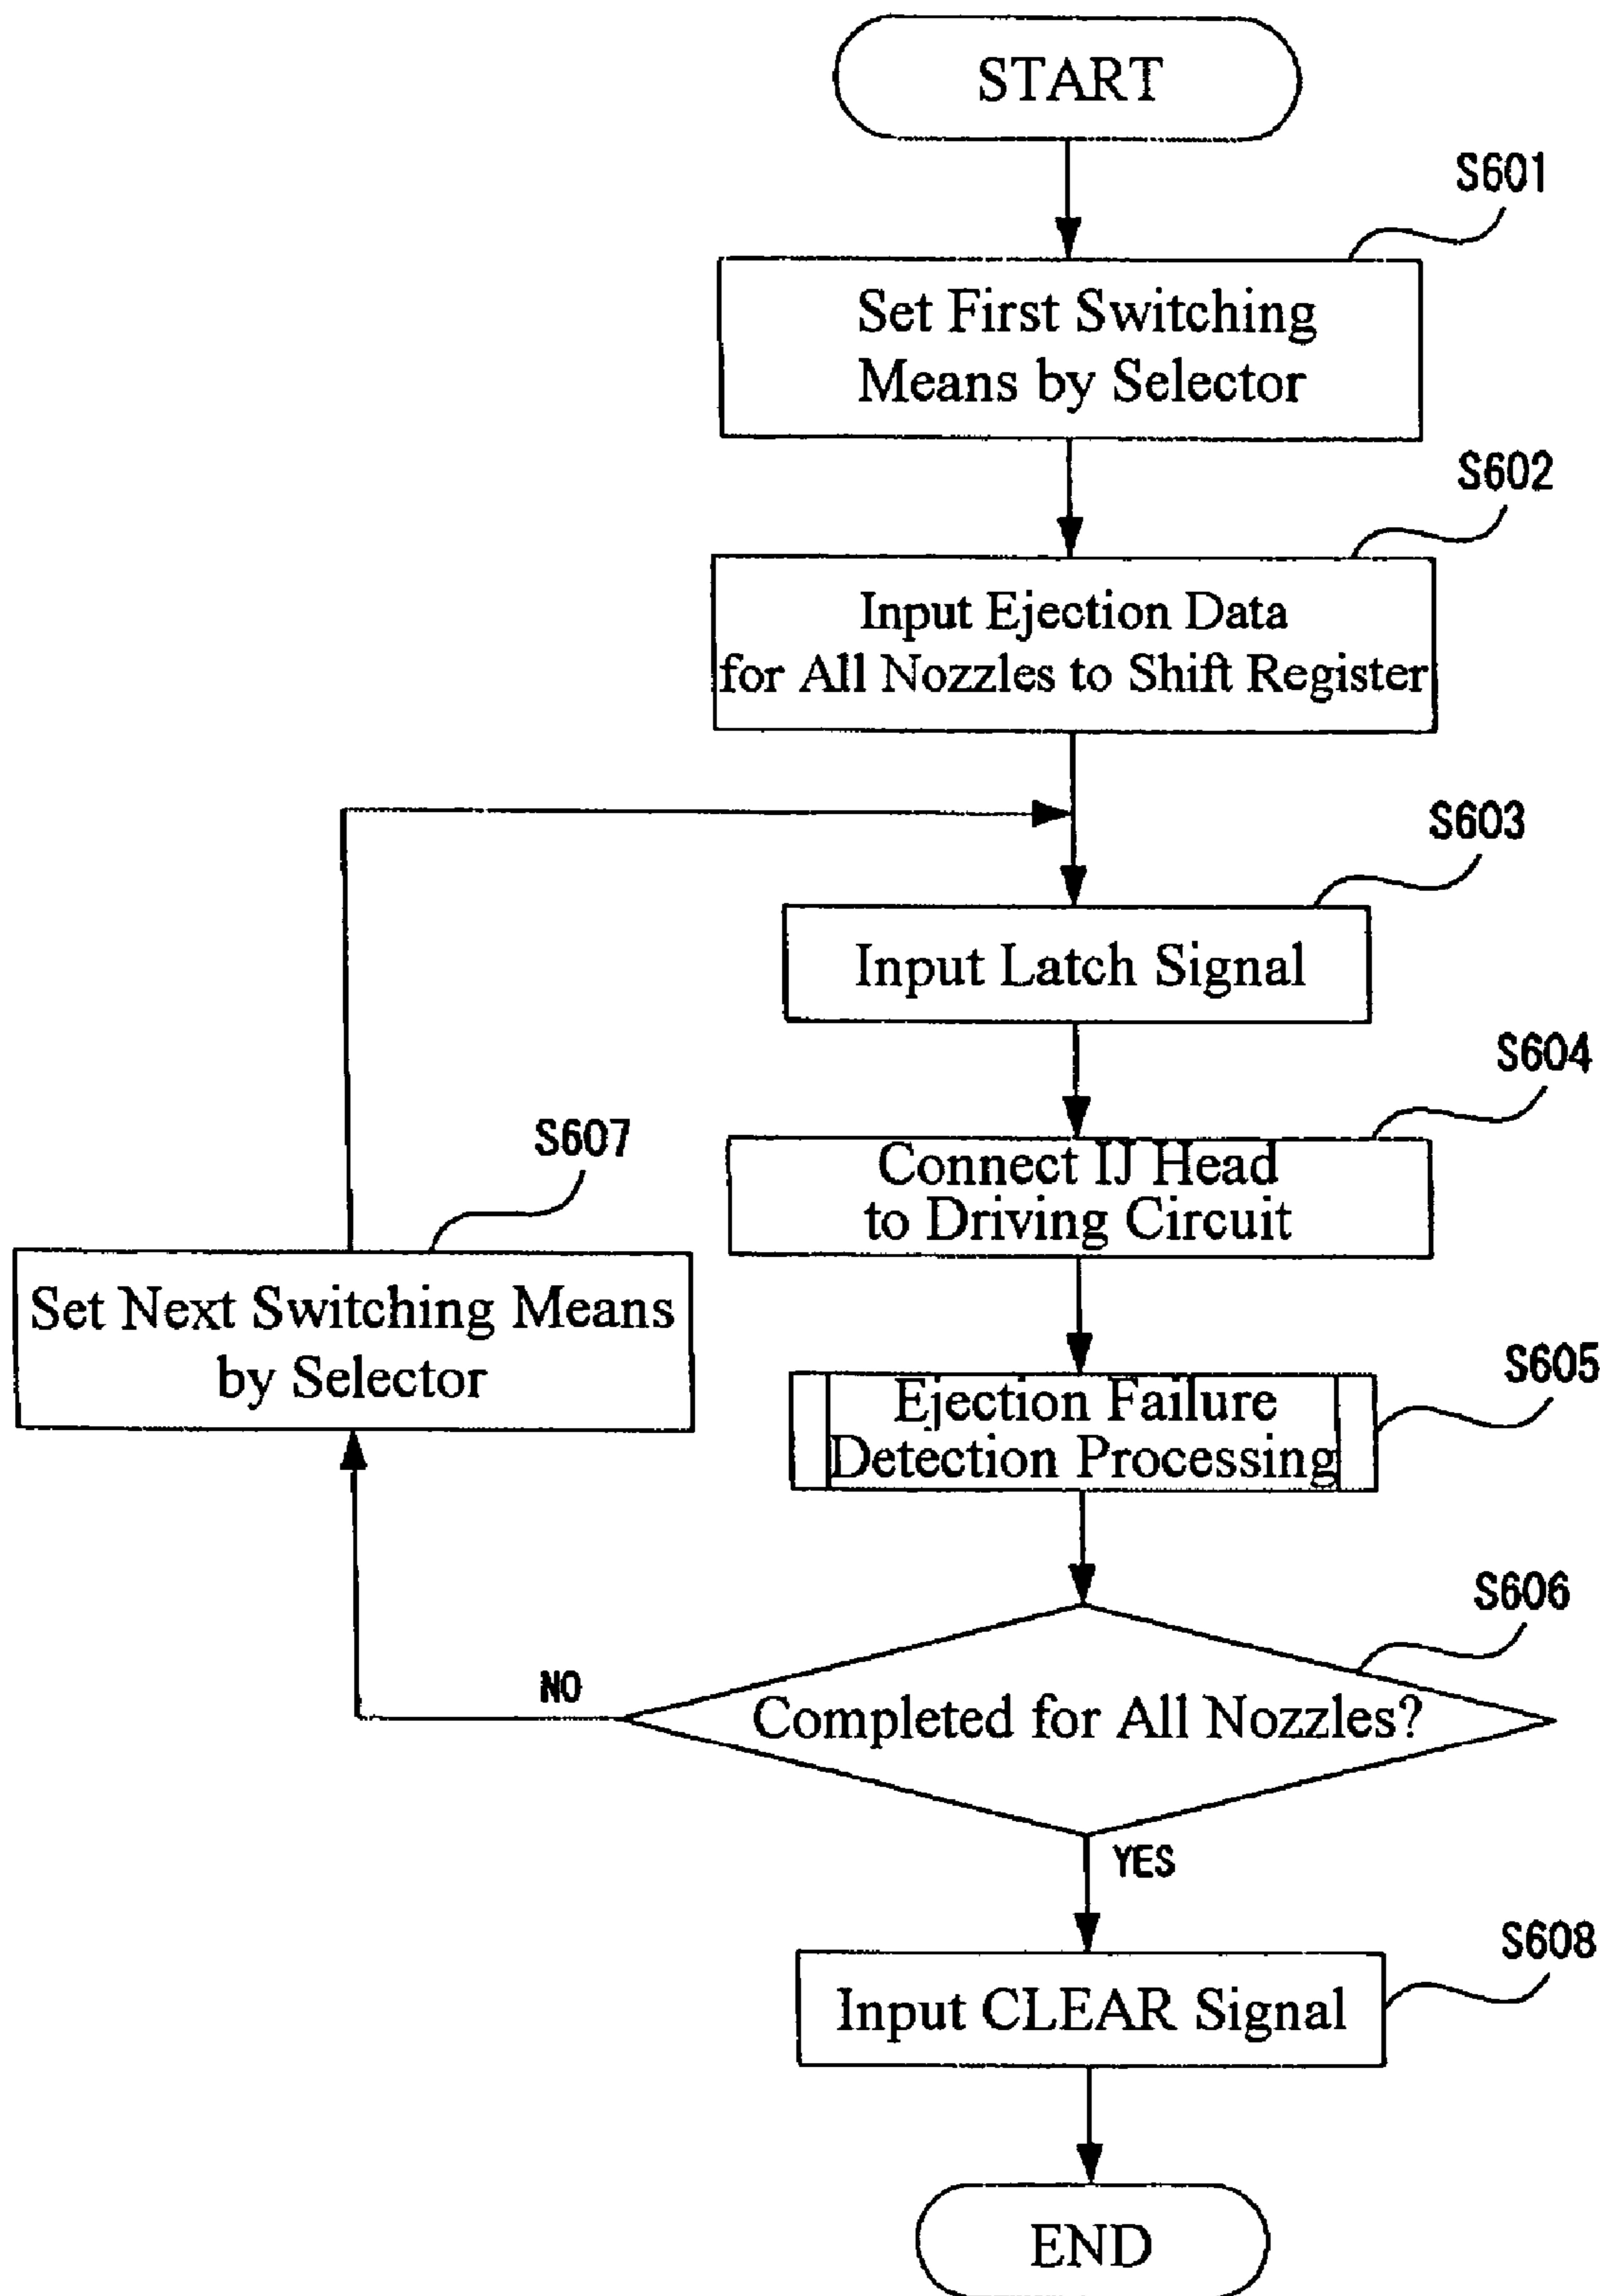 START
S601
Set First Switching
Means by Selector
S602
Input Ejection Data
for All Nozzles to Shift Register
S603
Input Latch Signal
S604
Connect IJ Head
to Driving Circuit
S607
Set Next Switching Means
by Selector
S605
Ejection Failure
Detection Processing
S606
NO
Completed for All Nozzles?
YES
S608
Input CLEAR Signal
END